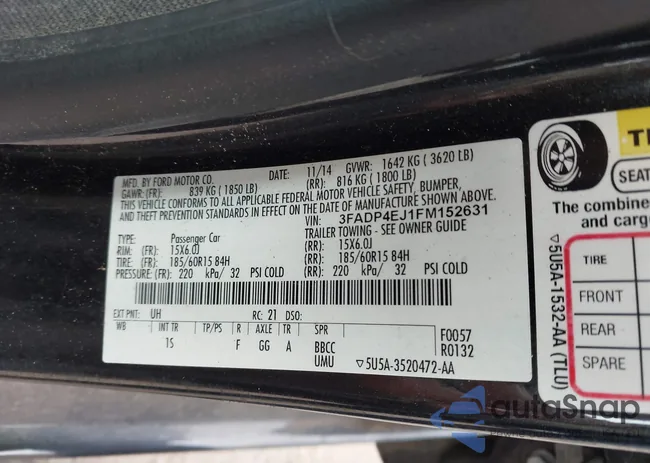 MFD. BY FORD MOTOR CO. DATE: 11/14 GVWR: 1642 KG ( 3620 LB)
GAWR: (FR): 839 KG ( 1850 LB) (RR): 816 KG ( 1800 LB)
THIS VEHICLE CONFORMS TO ALL APPLICABLE FEDERAL MOTOR VEHICLE SAFETY, BUMPER,
AND THEFT PREVENTION STANDARDS IN EFFECT ON THE DATE OF MANUFACTURE SHOWN ABOVE.
VIN: 3FADP4EJ1FM152631
TYPE: Passenger Car TRAILER TOWING - SEE OWNER GUIDE
RIM: (FR): 15X6.0J (RR): 15X6.0J
TIRE: (FR): 185/60R15 84H (RR): 185/60R15 84H
PRESSURE: (FR): 220 kPa/ 32 PSI COLD (RR): 220 kPa/ 32 PSI COLD
EXT PNT: UH RC: 21 DSO:
WB INT TR TP/PS R AXLE TR SPR F0057
1S F GG A BBCC R0132
UMU ▽5U5A-3520472-AA
SEAT
The combine
and carg
TIRE
FRONT
REAR
SPARE
▽5U5A-1532-AA (TLU)
autoSnap